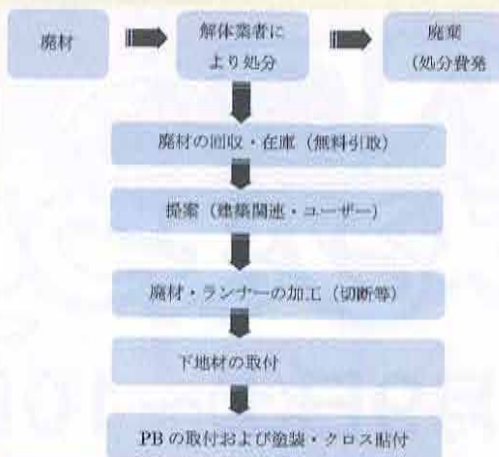 廃材
解体業者に
より処分
廃棄
(処分費発
廃材の回収・在庫(無料引取)
提案(建築関連・ユーザー)
廃材・ランナーの加工(切断等)
下地材の取付
PBの取付および塗装・クロス貼付